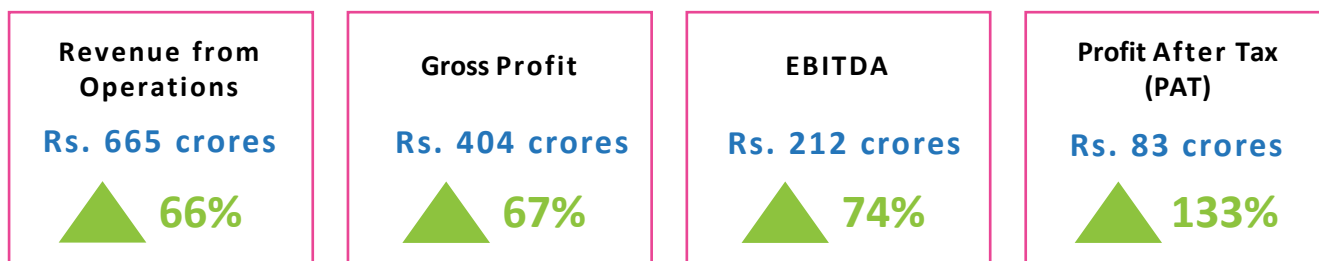 Revenue from
Operations
Rs. 665 crores
66%
Gross Profit
Rs. 404 crores
67%
EBITDA
Rs. 212 crores
74%
Profit After Tax
(PAT)
Rs. 83 crores
133%